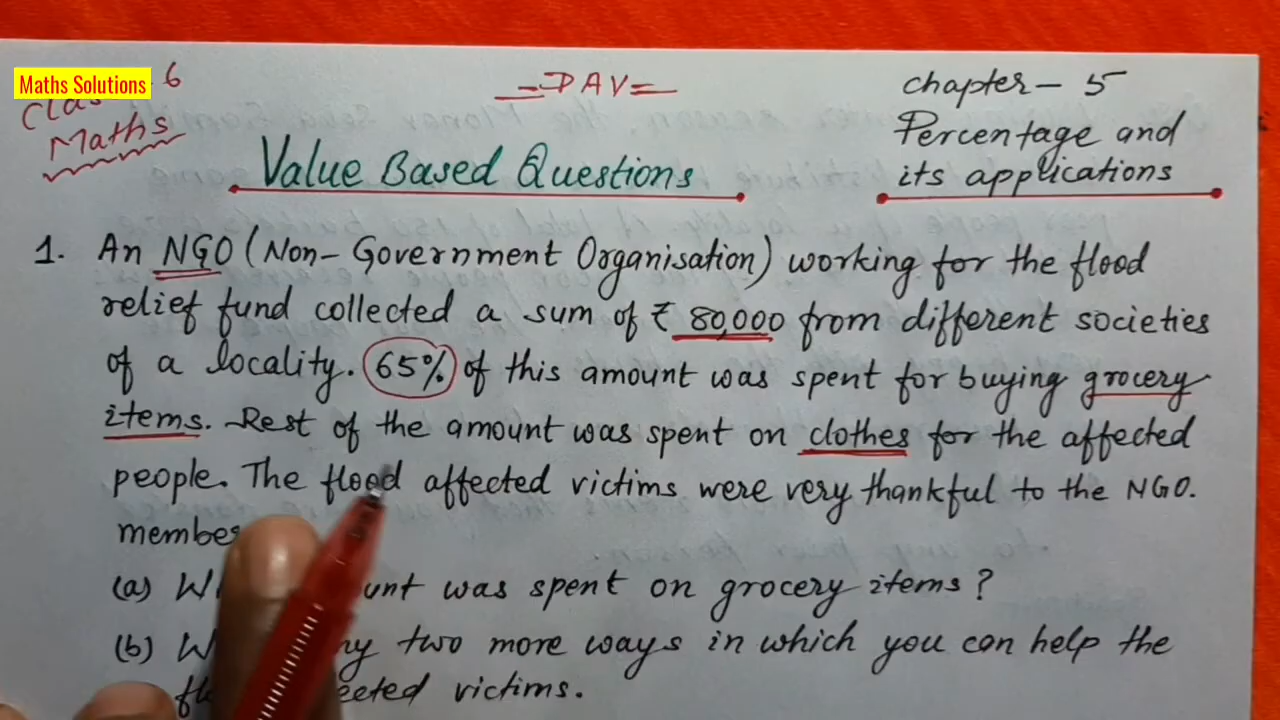 Maths Solutions
6
Maths
=DAV=
chapter - 5
Percentage and
its applications
Value Based Questions
1. An NGO (Non-Government Organisation) working for the flood
relief fund collected a sum of ₹ 80,000 from different societies
of a locality. 65% of this amount was spent for buying grocery
items. Rest of the amount was spent on clothes for the affected
people. The flood affected victims were very thankful to the NGO.
(a) was spent on grocery items?
(b) two more ways in which you can help the
victims.